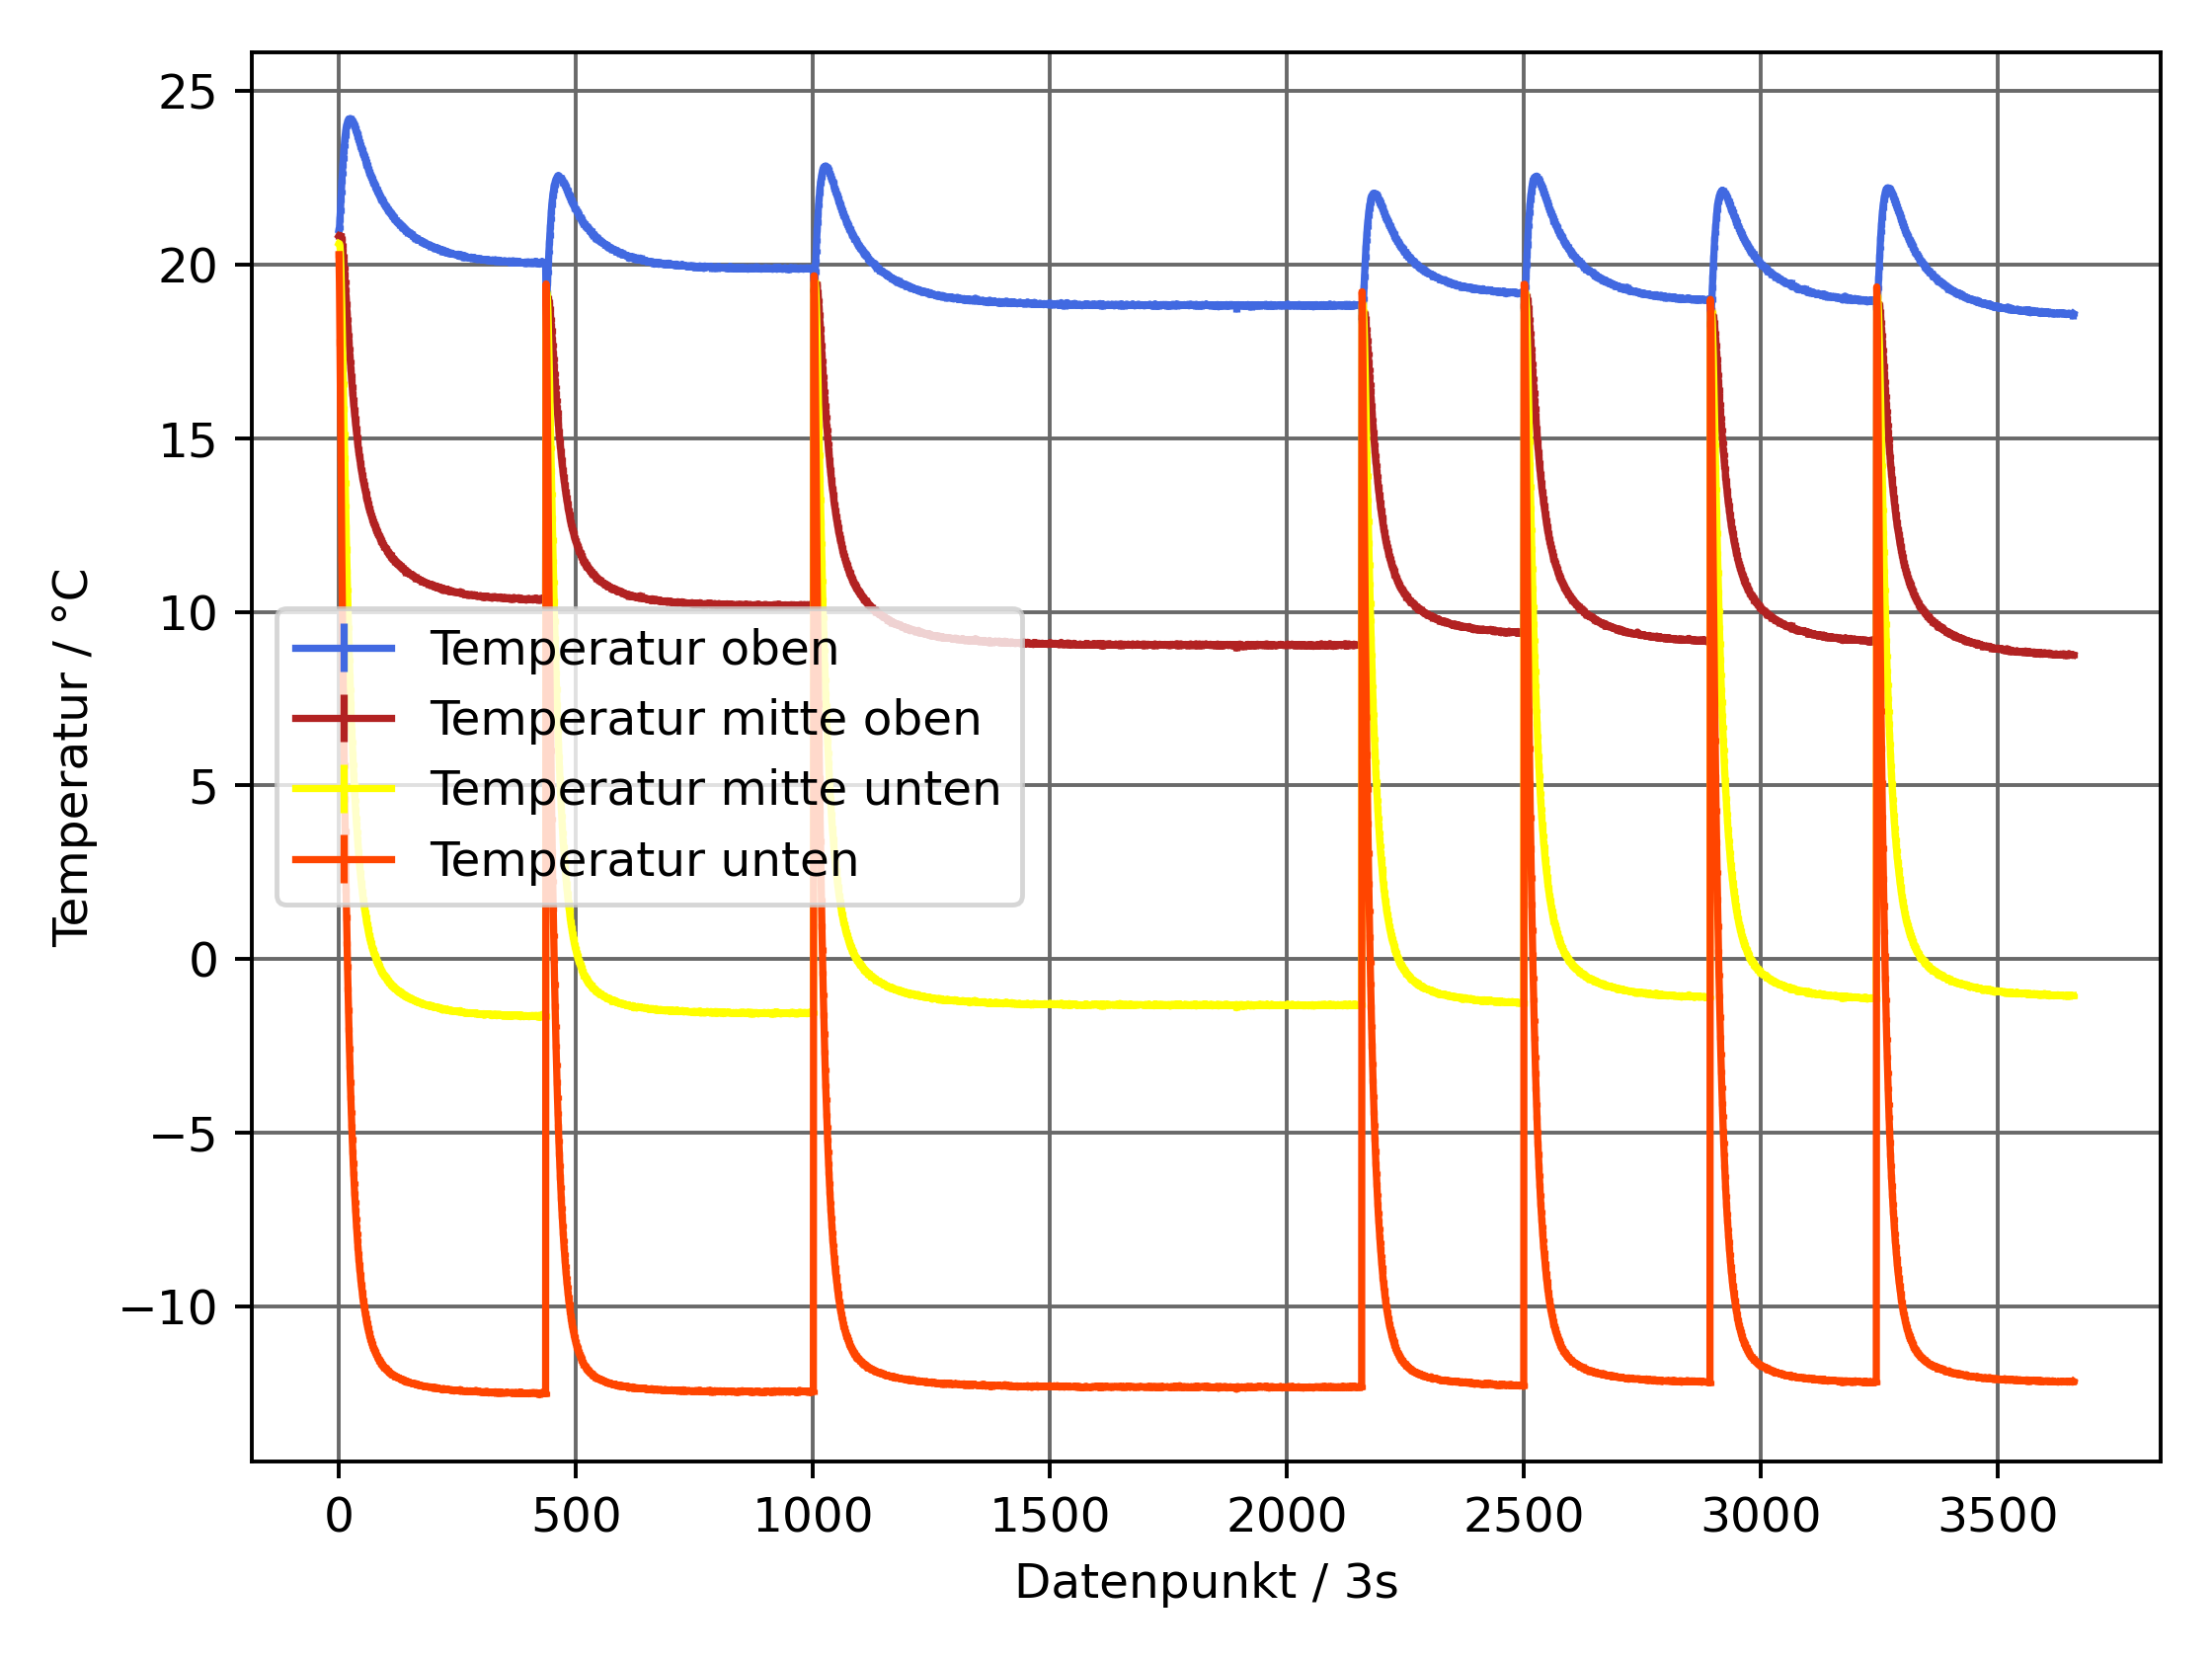 25
20
15
10
5
0
−5
−10
Temperatur / °C
Temperatur oben
Temperatur mitte oben
Temperatur mitte unten
Temperatur unten
0 500 1000 1500 2000 2500 3000 3500
Datenpunkt / 3s